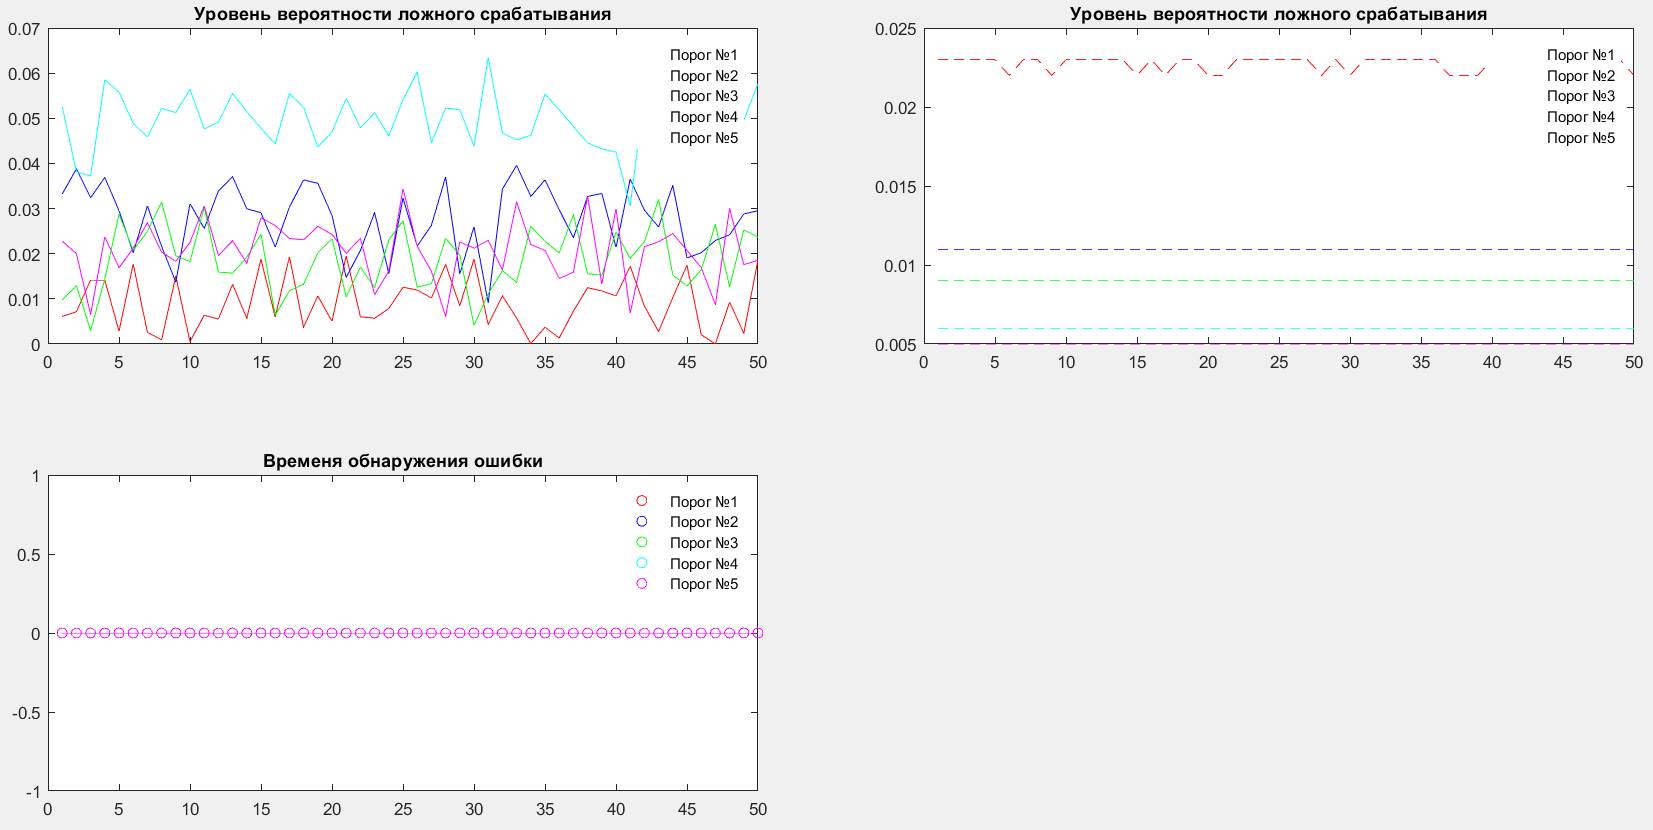 Уровень вероятности ложного срабатывания
0.07
0.06
0.05
0.04
0.03
0.02
0.01
0
0 5 10 15 20 25 30 35 40 45 50
Порог №1
Порог №2
Порог №3
Порог №4
Порог №5
Уровень вероятности ложного срабатывания
0.025
0.02
0.015
0.01
0.005
0 5 10 15 20 25 30 35 40 45 50
Порог №1
Порог №2
Порог №3
Порог №4
Порог №5
Временя обнаружения ошибки
1
0.5
0
-0.5
-1
0 5 10 15 20 25 30 35 40 45 50
Порог №1
Порог №2
Порог №3
Порог №4
Порог №5